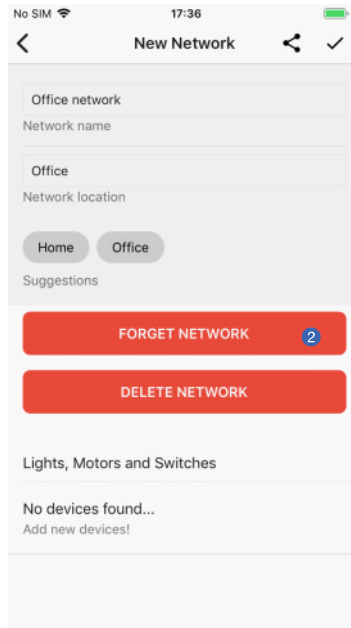 No SIM 17:36
New Network
Office network
Network name
Office
Network location
Home Office
Suggestions
FORGET NETWORK 2
DELETE NETWORK
Lights, Motors and Switches
No devices found...
Add new devices!